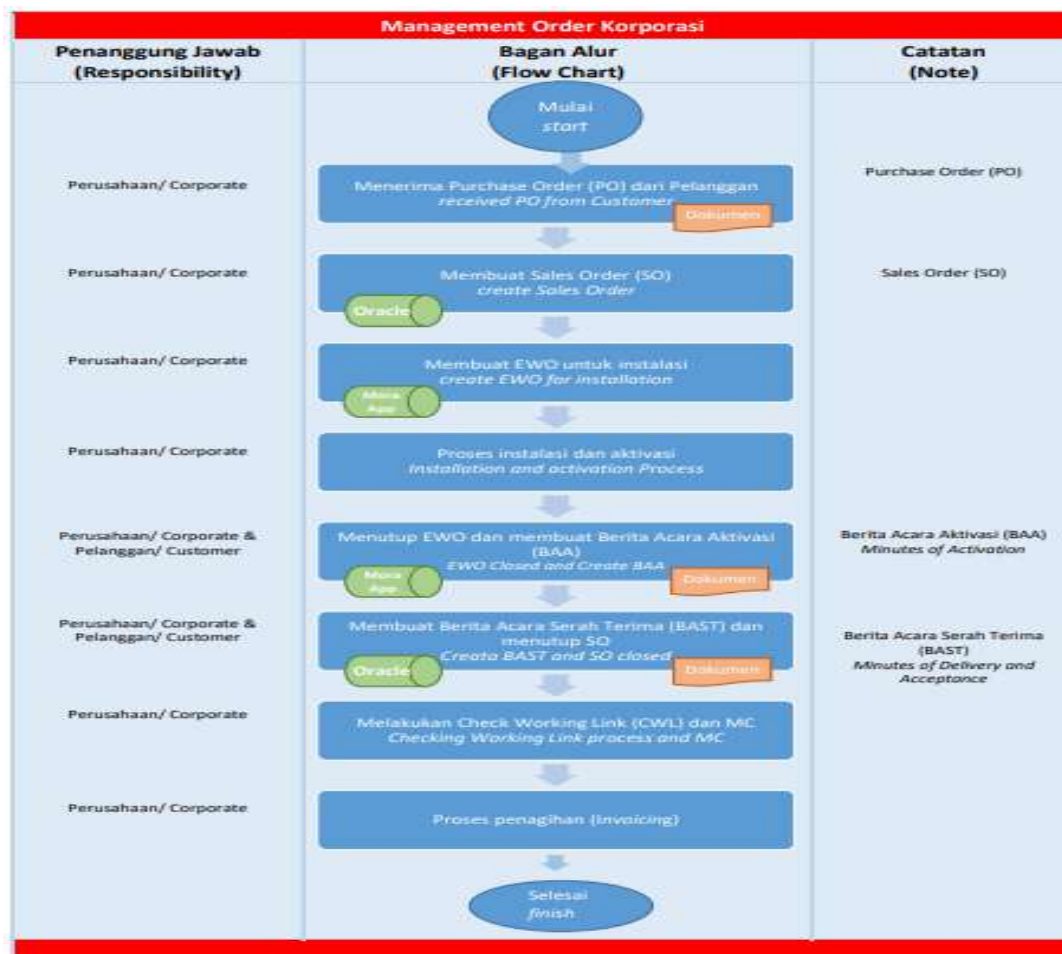 Management Order Korporasi
Penanggung Jawab
(Responsibility)
Bagan Alur
(Flow Chart)
Catatan
(Note)
Mulai
start
Perusahaan/ Corporate
Menerima Purchase Order (PO) dari Pelanggan
received PO from Customer
Dokumen
Purchase Order (PO)
Perusahaan/ Corporate
Membuat Sales Order (SO)
create Sales Order
Oracle
Sales Order (SO)
Perusahaan/ Corporate
Membuat EWO untuk instalasi
create EWO for installation
Mora
App
Perusahaan/ Corporate
Proses instalasi dan aktivasi
Installation and activation Process
Perusahaan/ Corporate &
Pelanggan/ Customer
Menutup EWO dan membuat Berita Acara Aktivasi
(BAA)
EWO Closed and Create BAA
Mora
App
Dokumen
Berita Acara Aktivasi (BAA)
Minutes of Activation
Perusahaan/ Corporate &
Pelanggan/ Customer
Membuat Berita Acara Serah Terima (BAST) dan
menutup SO
Creata BAST and SO closed
Oracle
Dokumen
Berita Acara Serah Terima
(BAST)
Minutes of Delivery and
Acceptance
Perusahaan/ Corporate
Melakukan Check Working Link (CWL) dan MC
Checking Working Link process and MC
Perusahaan/ Corporate
Proses penagihan (Invoicing)
Selesai
finish